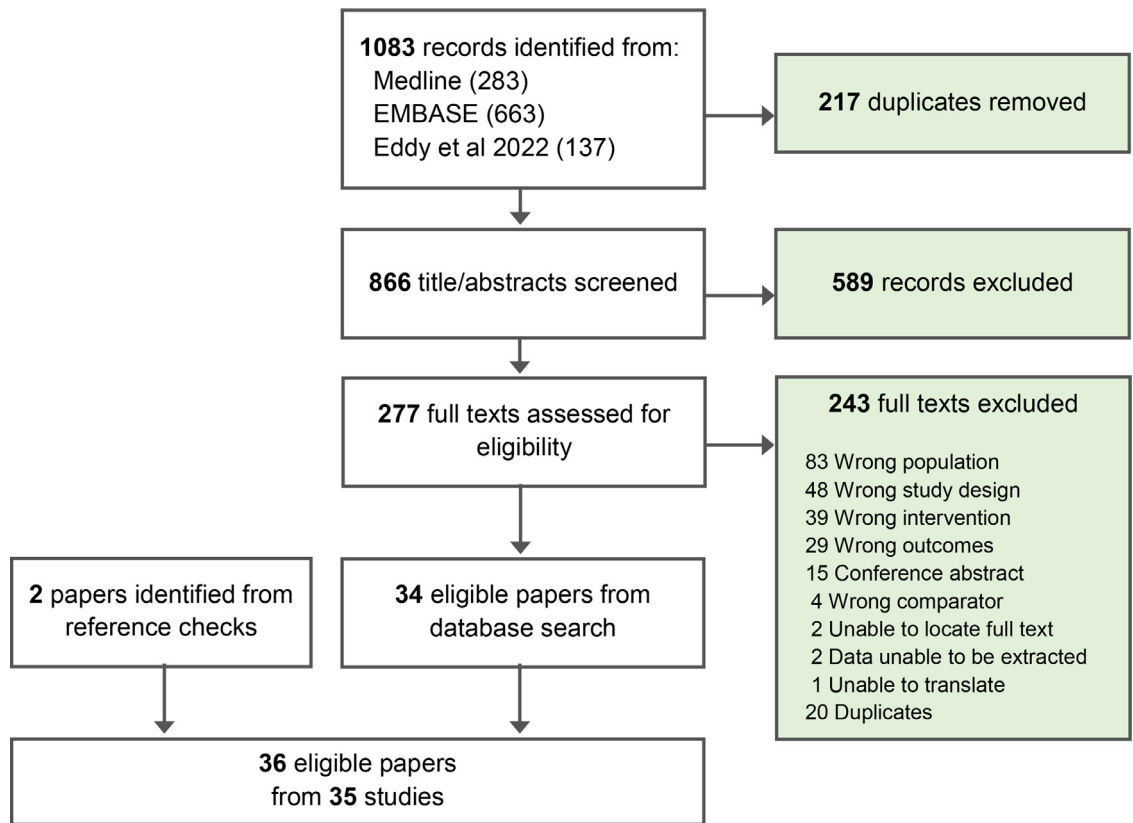 1083 records identified from:
Medline (283)
EMBASE (663)
Eddy et al 2022 (137)
217 duplicates removed
866 title/abstracts screened
589 records excluded
277 full texts assessed for
eligibility
243 full texts excluded
83 Wrong population
48 Wrong study design
39 Wrong intervention
29 Wrong outcomes
15 Conference abstract
4 Wrong comparator
2 Unable to locate full text
2 Data unable to be extracted
1 Unable to translate
20 Duplicates
2 papers identified from
reference checks
34 eligible papers from
database search
36 eligible papers
from 35 studies